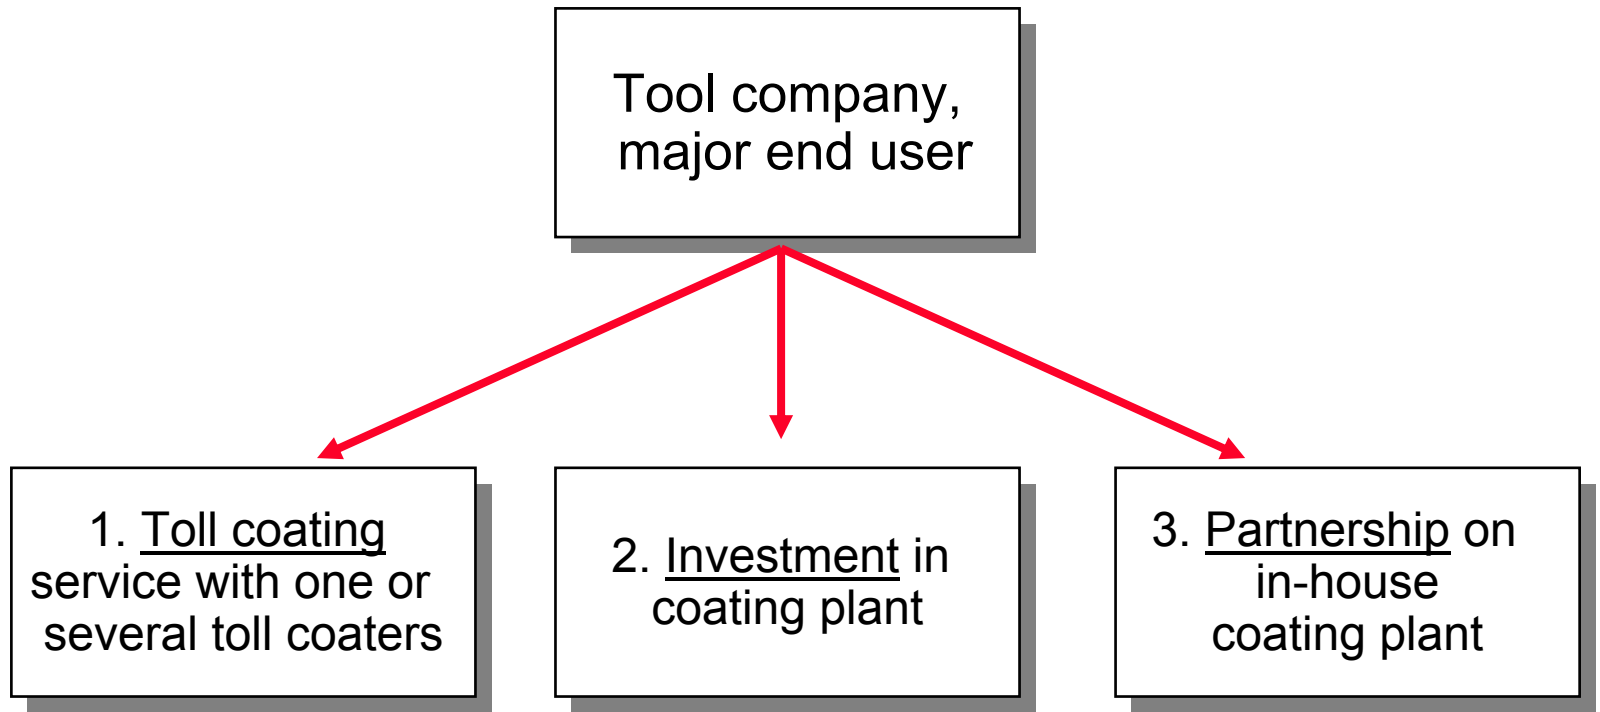 Tool company,
major end user
1. Toll coating
service with one or
several toll coaters
2. Investment in
coating plant
3. Partnership on
in-house
coating plant